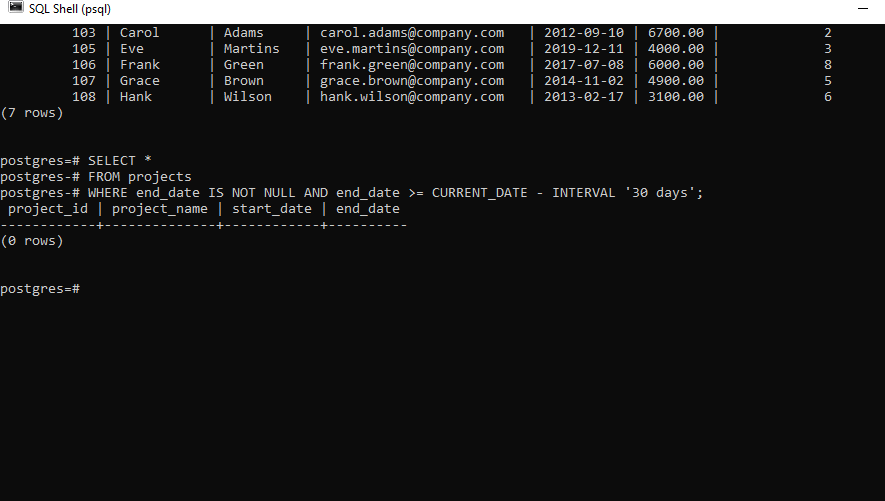 SQL Shell (psql)
103 | Carol | Adams | carol.adams@company.com | 2012-09-10 | 6700.00 | 2
105 | Eve | Martins | eve.martins@company.com | 2019-12-11 | 4000.00 | 3
106 | Frank | Green | frank.green@company.com | 2017-07-08 | 6000.00 | 8
107 | Grace | Brown | grace.brown@company.com | 2014-11-02 | 4900.00 | 5
108 | Hank | Wilson | hank.wilson@company.com | 2013-02-17 | 3100.00 | 6
(7 rows)
postgres=# SELECT *
postgres-# FROM projects
postgres-# WHERE end_date IS NOT NULL AND end_date >= CURRENT_DATE - INTERVAL '30 days';
project_id | project_name | start_date | end_date
------------+--------------+------------+----------
(0 rows)
postgres=#